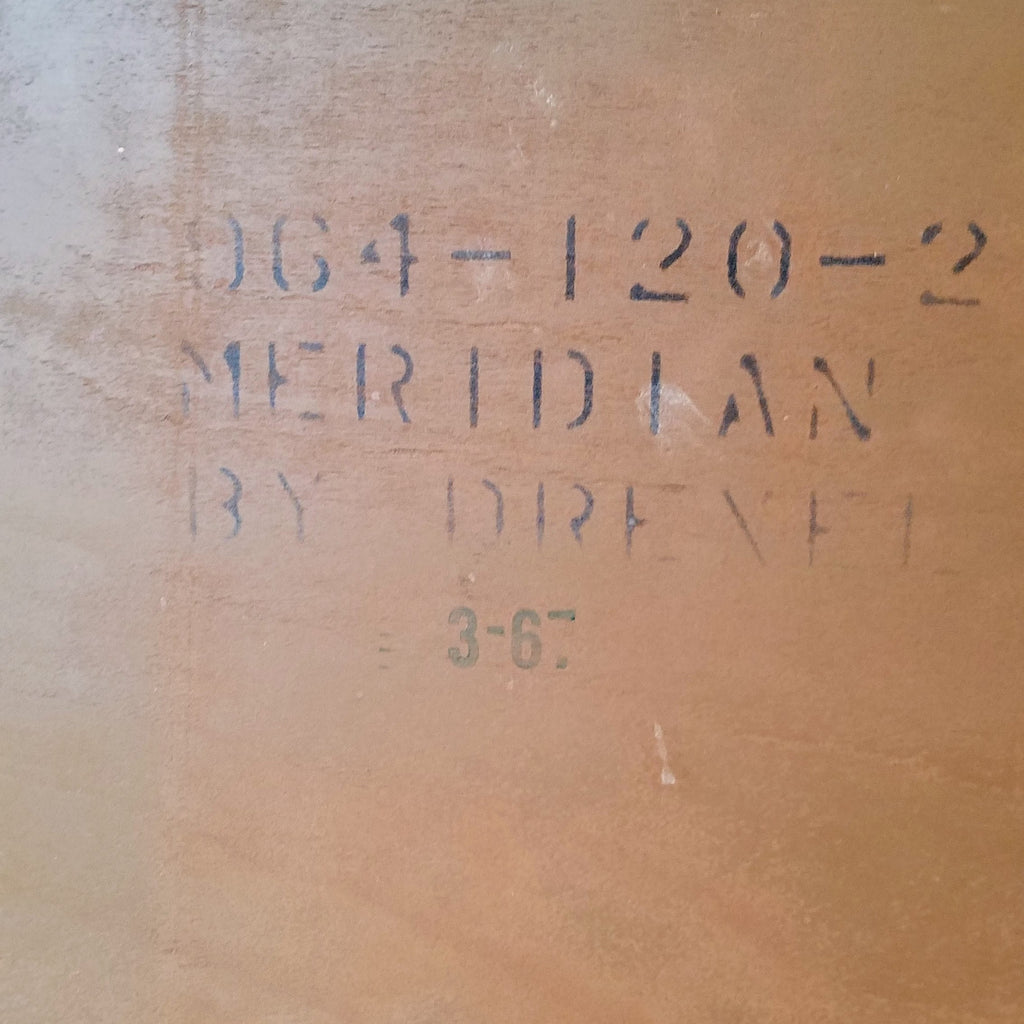 064-120-2
MERIDIAN
BY DREXEL
3-67